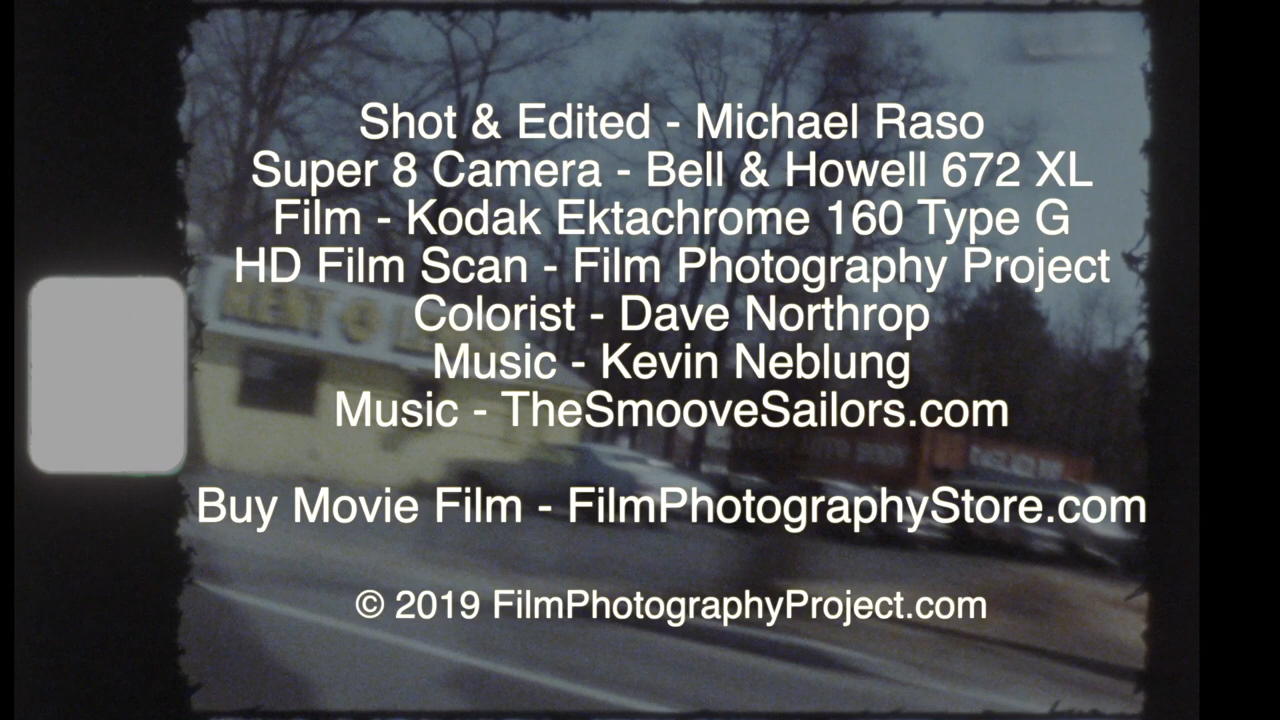 Shot & Edited - Michael Raso
Super 8 Camera - Bell & Howell 672 XL
Film - Kodak Ektachrome 160 Type G
HD Film Scan - Film Photography Project
Colorist - Dave Northrop
Music - Kevin Neblung
Music - TheSmooveSailors.com
Buy Movie Film - FilmPhotographyStore.com
© 2019 FilmPhotographyProject.com